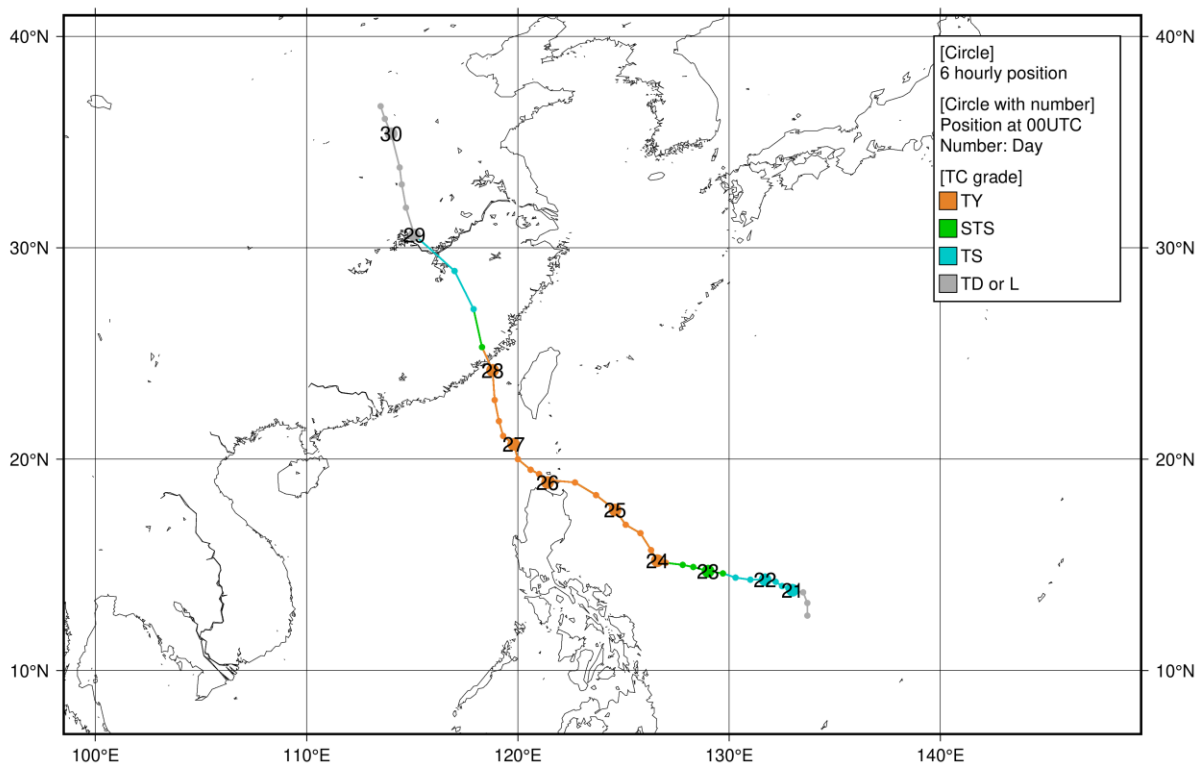 40°N
40°N
[Circle]
6 hourly position
[Circle with number]
Position at 00UTC
Number: Day
[TC grade]
TY
STS
TS
TD or L
30
29
30°N
30°N
28
27
20°N
20°N
26
25
24
23
22
21
10°N
10°N
100°E
110°E
120°E
130°E
140°E